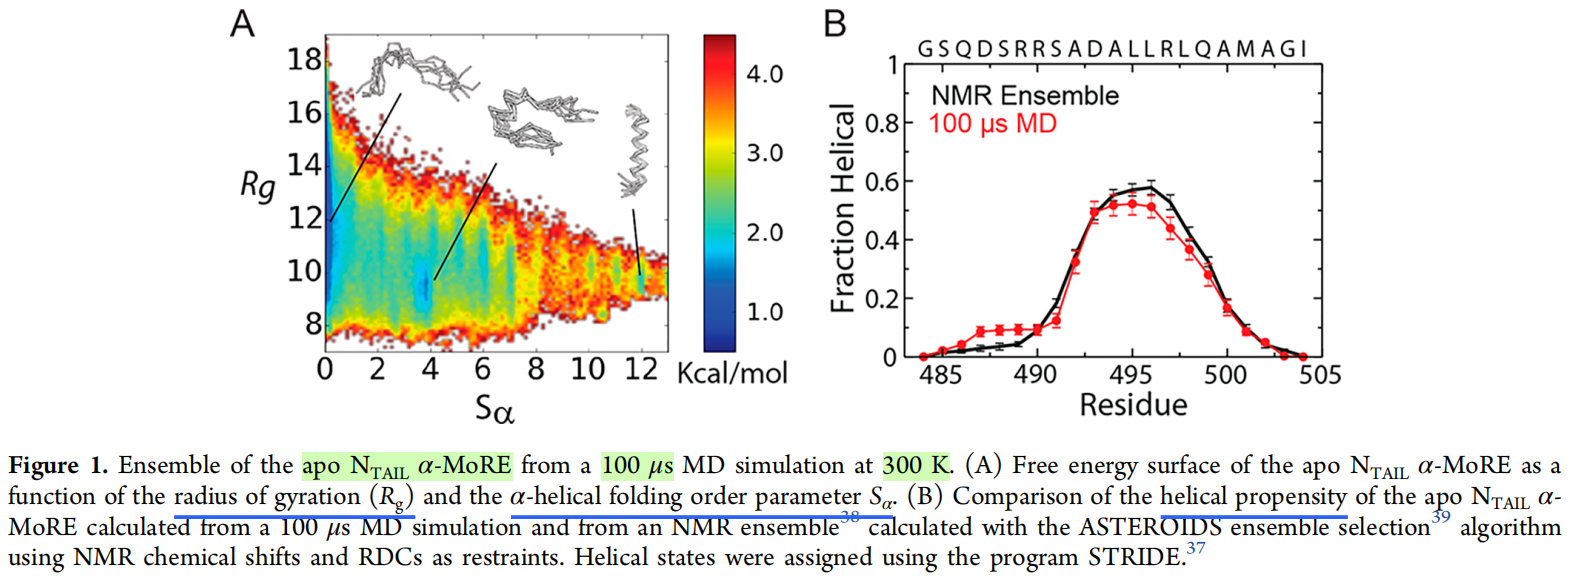 A
18
16
14
12
10
8
Rg
0 2 4 6 8 10 12
Sα
4.0
3.0
2.0
1.0
Kcal/mol
B
GSQDSRRSADALLRLQAMAGI
1
0.8
0.6
0.4
0.2
0
Fraction Helical
NMR Ensemble
100 µs MD
485 490 495 500 505
Residue
Figure 1. Ensemble of the apo NTAIL α-MoRE from a 100 μs MD simulation at 300 K. (A) Free energy surface of the apo NTAIL α-MoRE as a
function of the radius of gyration (Rg) and the α-helical folding order parameter Sα. (B) Comparison of the helical propensity of the apo NTAIL α-
MoRE calculated from a 100 μs MD simulation and from an NMR ensemble38 calculated with the ASTEROIDS ensemble selection39 algorithm
using NMR chemical shifts and RDCs as restraints. Helical states were assigned using the program STRIDE.37